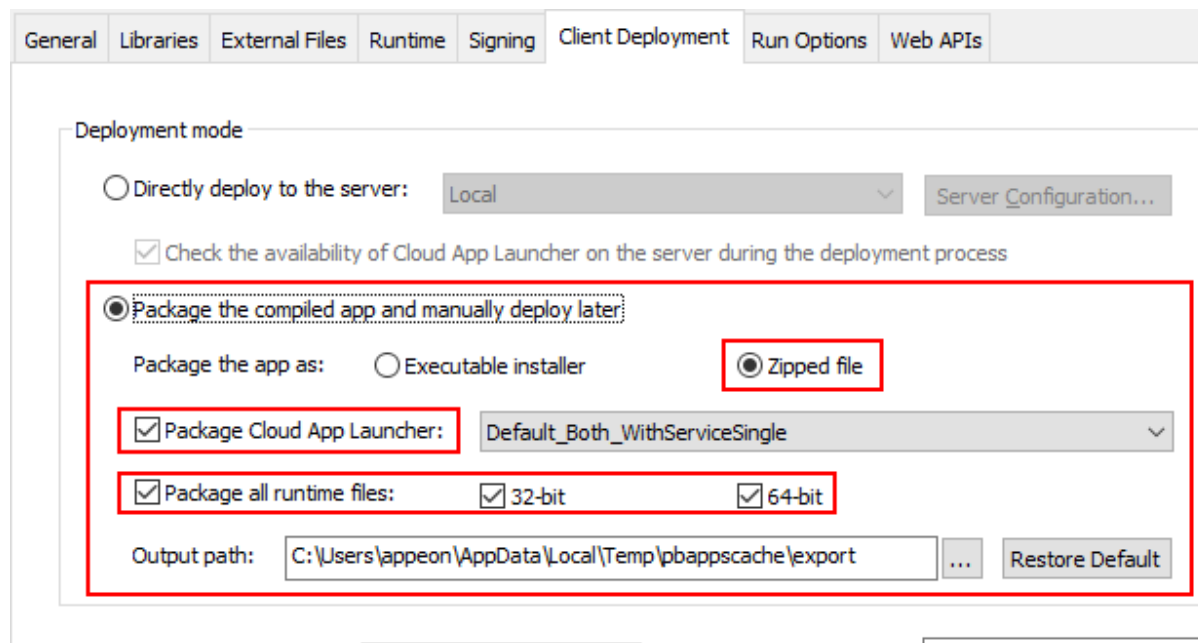 General Libraries External Files Runtime Signing Client Deployment Run Options Web APIs
Deployment mode
Directly deploy to the server: Local Server Configuration...
Check the availability of Cloud App Launcher on the server during the deployment process
Package the compiled app and manually deploy later
Package the app as: Executable installer Zipped file
Package Cloud App Launcher: Default_Both_WithServiceSingle
Package all runtime files: 32-bit 64-bit
Output path: C:\Users\appeon\AppData\Local\Temp\pbappscache\export ... Restore Default